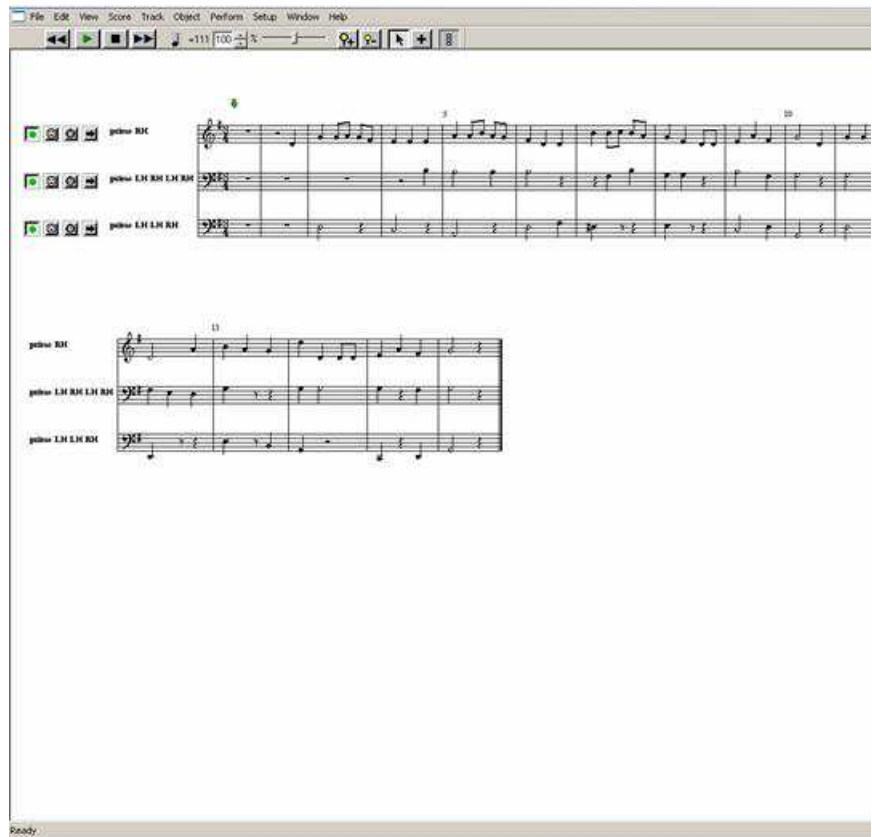 File Edit View Score Track Object Perform Setup Window Help
=111 100 %
5
10
primo RH
primo LH RH LH RH
primo LH LH RH
13
primo RH
primo LH RH LH RH
primo LH LH RH
Ready